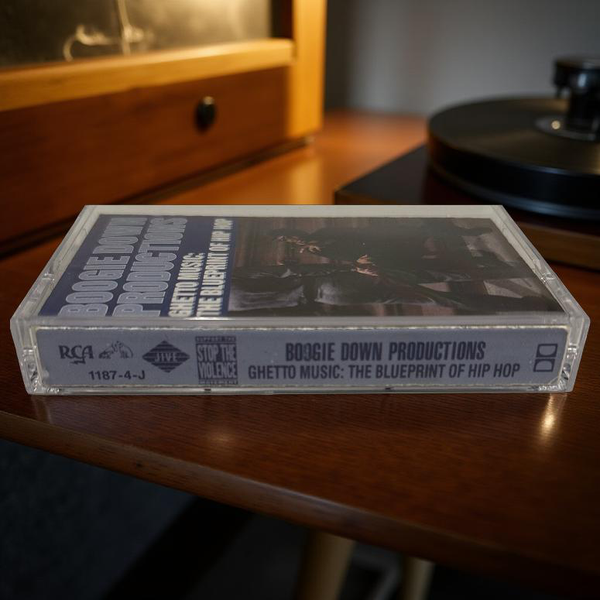 BOOGIE DOWN
PRODUCTIONS
GHETTO MUSIC:
THE BLUEPRINT OF HIP HOP
RCA
JIVE
1187-4-J
STOP THE
VIOLENCE
BOOGIE DOWN PRODUCTIONS
GHETTO MUSIC: THE BLUEPRINT OF HIP HOP